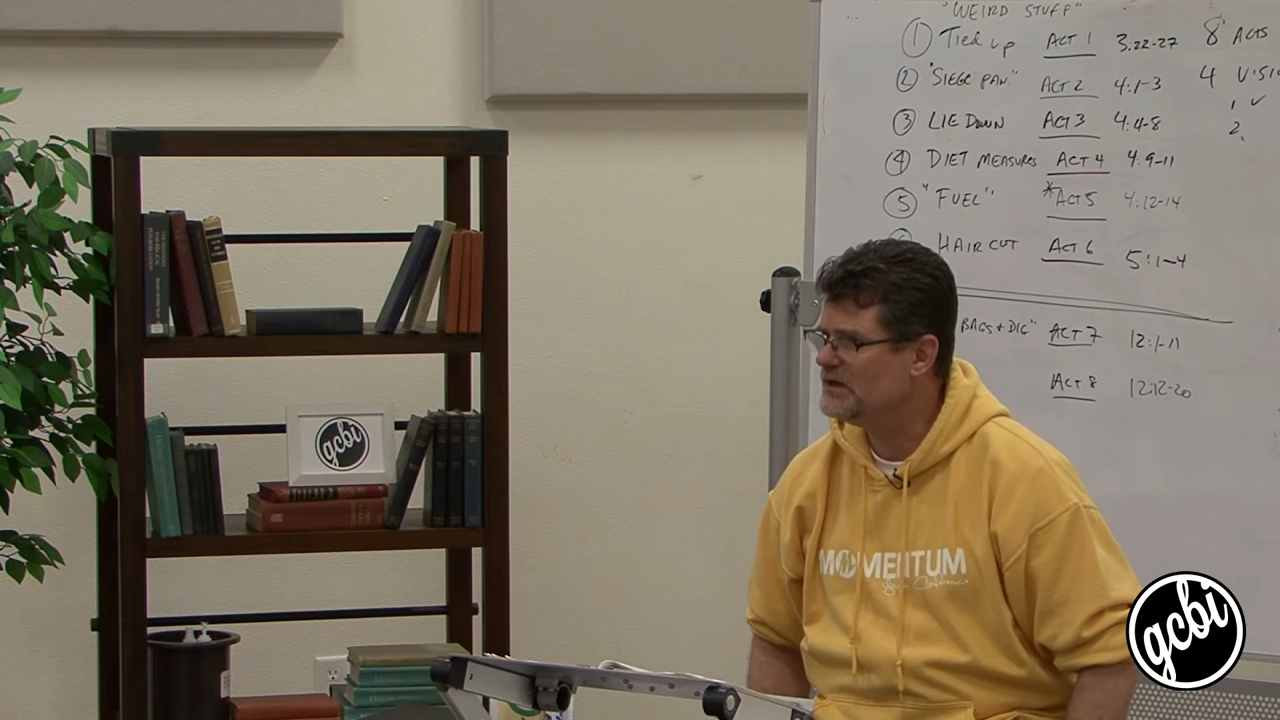 "WEIRD STUFF"
① Tied up ACT 1 3:22-27 8 ACTS
② "SIEGE PAN" ACT 2 4:1-3 4
1. ✓
③ LIE DOWN ACT 3 4:4-8 2.
④ DIET MEASURES ACT 4 4:9-11
⑤ "FUEL" *ACT 5 4:12-14
HAIR CUT ACT 6 5:1-4
BAGS + DIG" ACT 7 12:1-11
ACT 8 12:12-20
gcbi
MOMENTUM
gcbi